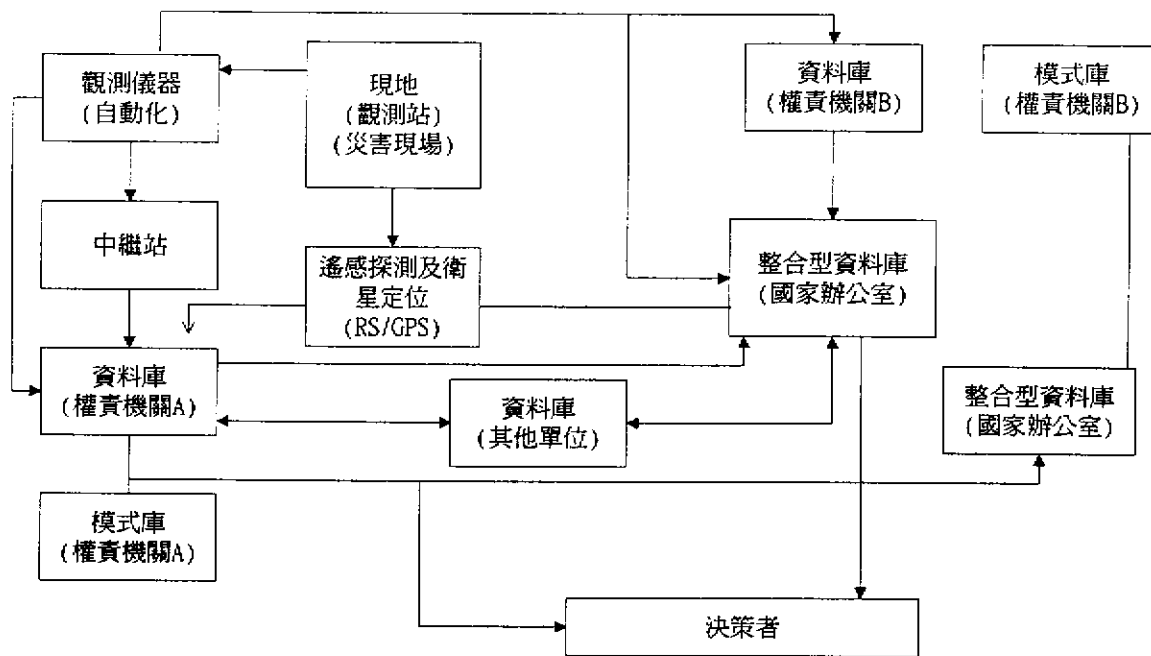 觀測儀器
(自動化)
現地
(觀測站)
(災害現場)
資料庫
(權責機關B)
模式庫
(權責機關B)
中繼站
遙感探測及衛
星定位
(RS/GPS)
整合型資料庫
(國家辦公室)
資料庫
(權責機關A)
資料庫
(其他單位)
整合型資料庫
(國家辦公室)
模式庫
(權責機關A)
決策者